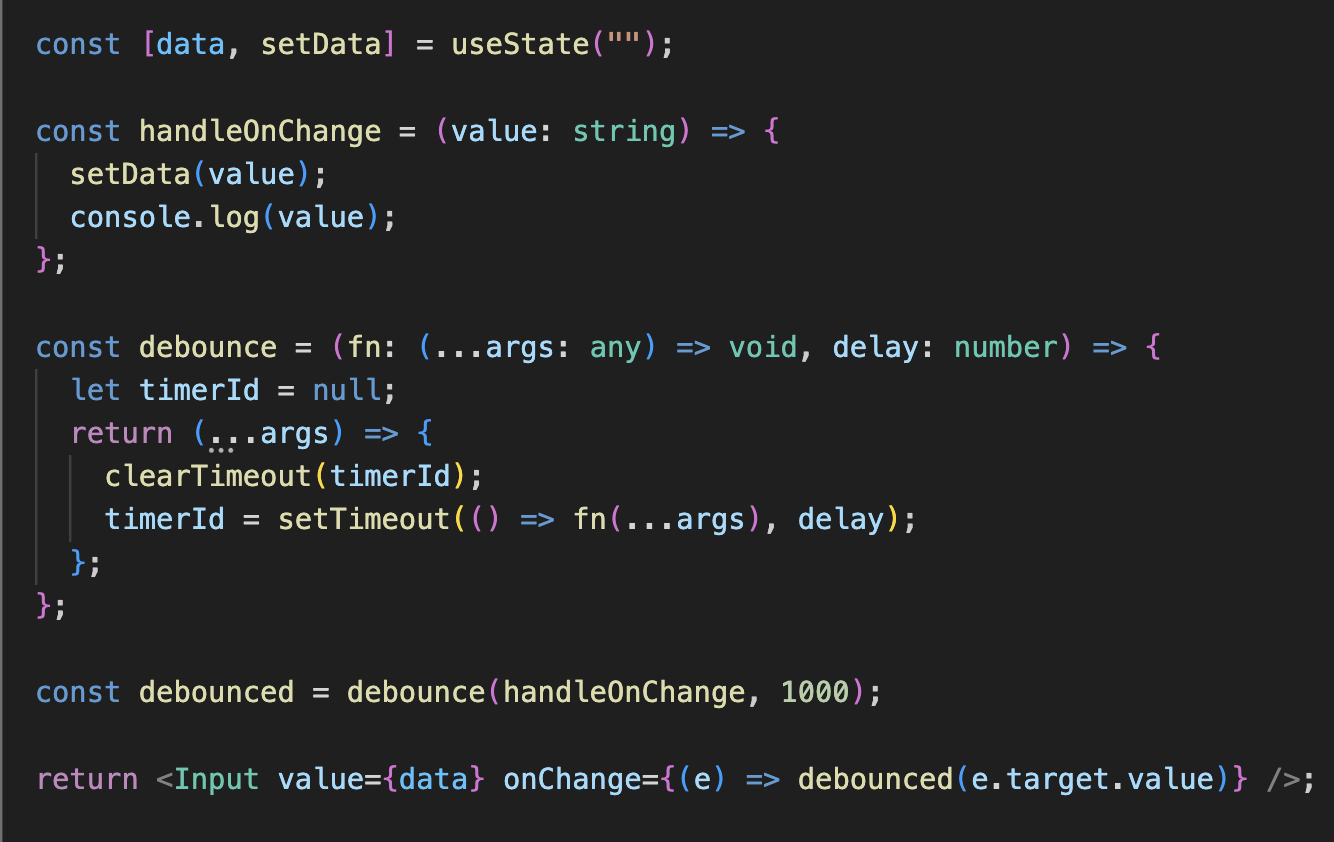 const [data, setData] = useState("");
const handleOnChange = (value: string) => {
setData(value);
console.log(value);
};
const debounce = (fn: (...args: any) => void, delay: number) => {
let timerId = null;
return (...args) => {
clearTimeout(timerId);
timerId = setTimeout(() => fn(...args), delay);
};
};
const debounced = debounce(handleOnChange, 1000);
return <Input value={data} onChange={(e) => debounced(e.target.value)} />;